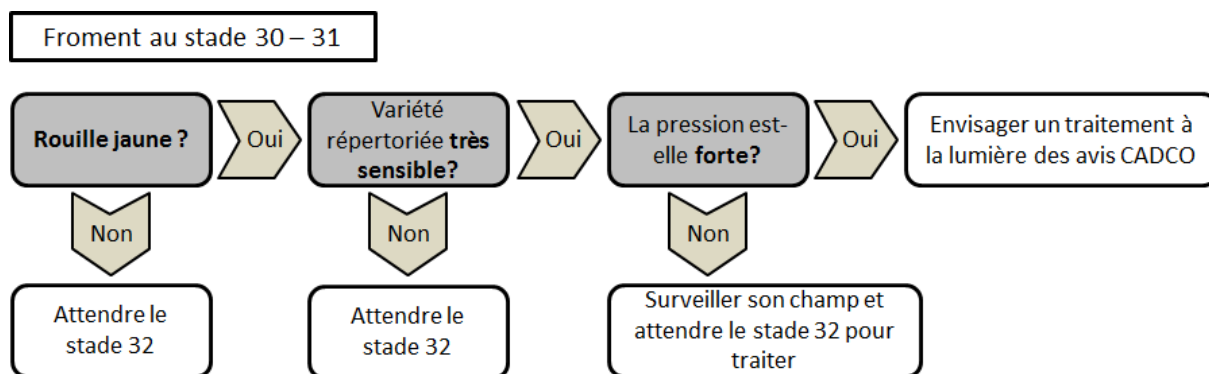 Froment au stade 30 – 31
Rouille jaune ?
Oui
Variété
répertoriée très
sensible?
Oui
La pression est-
elle forte?
Oui
Envisager un traitement à
la lumière des avis CADCO
Non
Non
Non
Attendre le
stade 32
Attendre le
stade 32
Surveiller son champ et
attendre le stade 32 pour
traiter